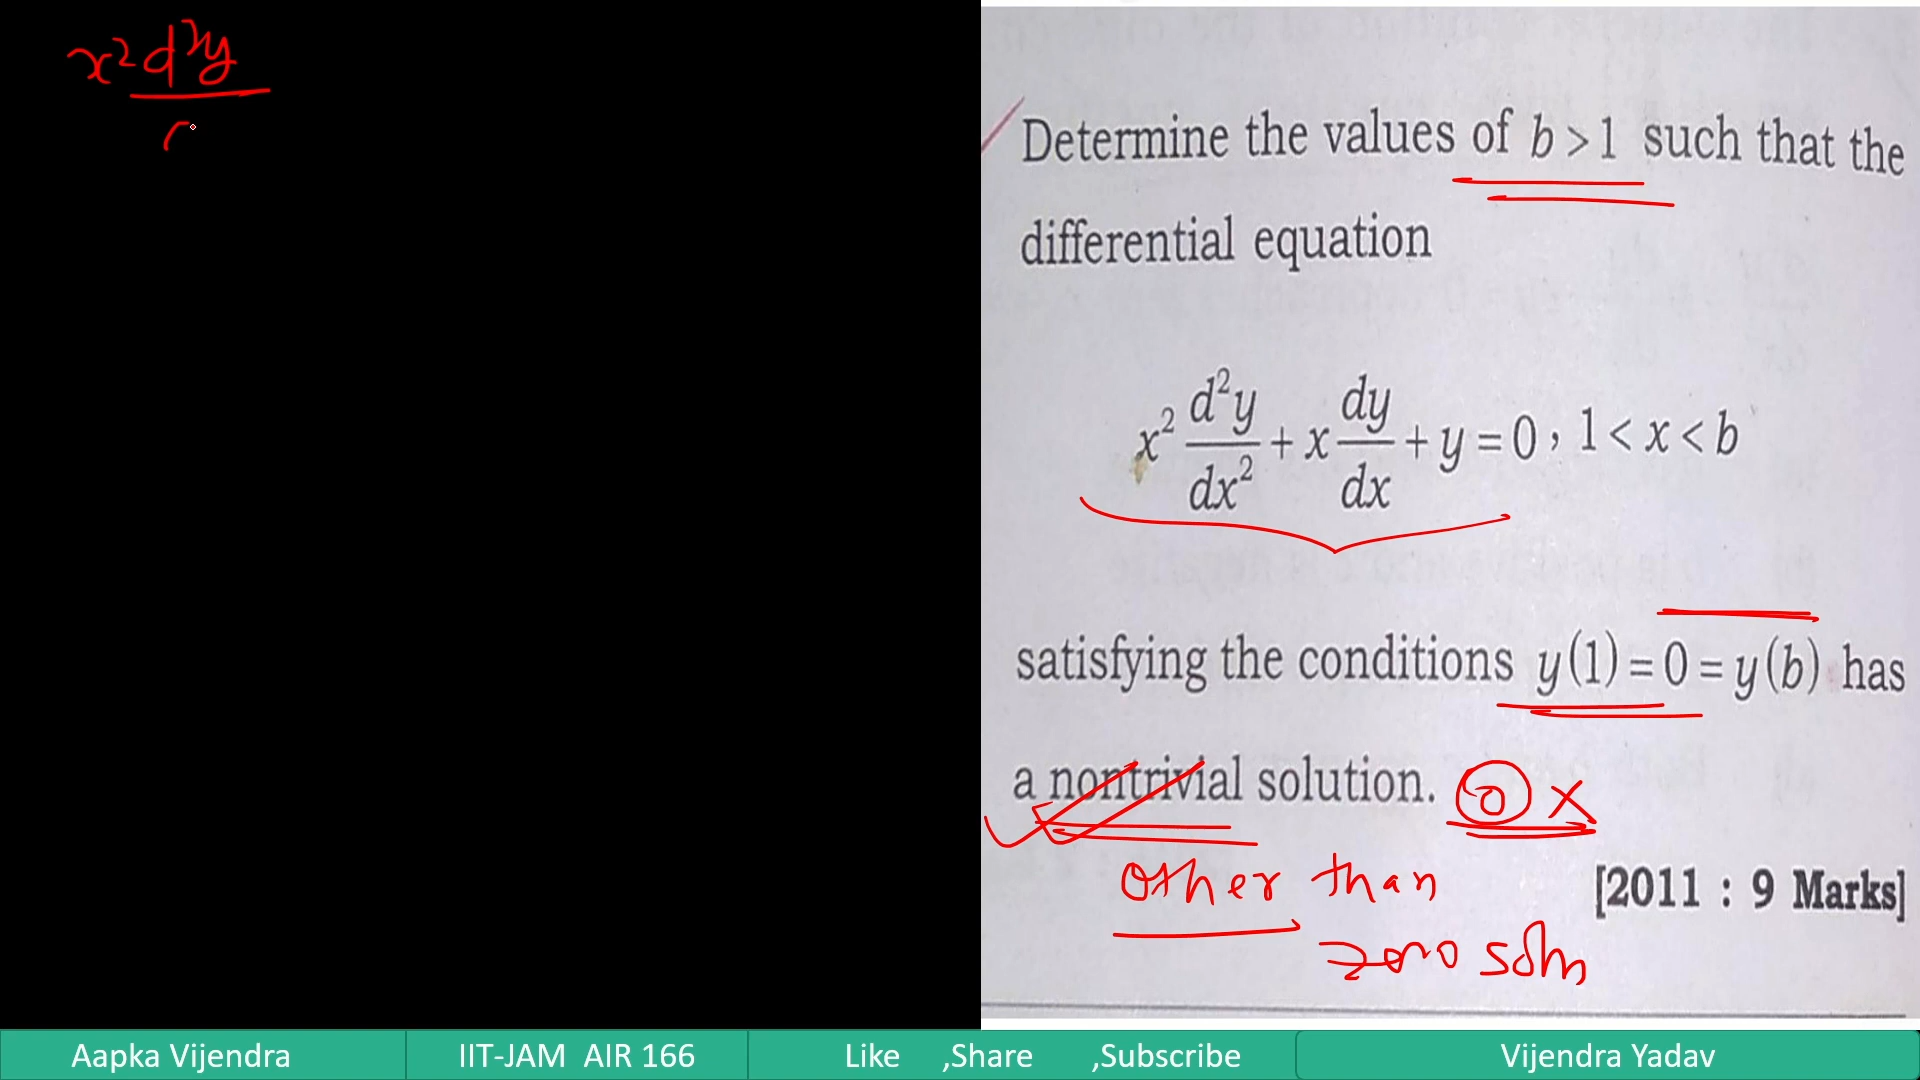 x² d²y
Determine the values of b > 1 such that the
differential equation
x² d²y/dx² + x dy/dx + y = 0, 1 < x < b
satisfying the conditions y(1) = 0 = y(b) has
a nontrivial solution. 0 ×
other than
[2011 : 9 Marks]
zero soln
Aapka Vijendra
IIT-JAM AIR 166
Like ,Share ,Subscribe
Vijendra Yadav